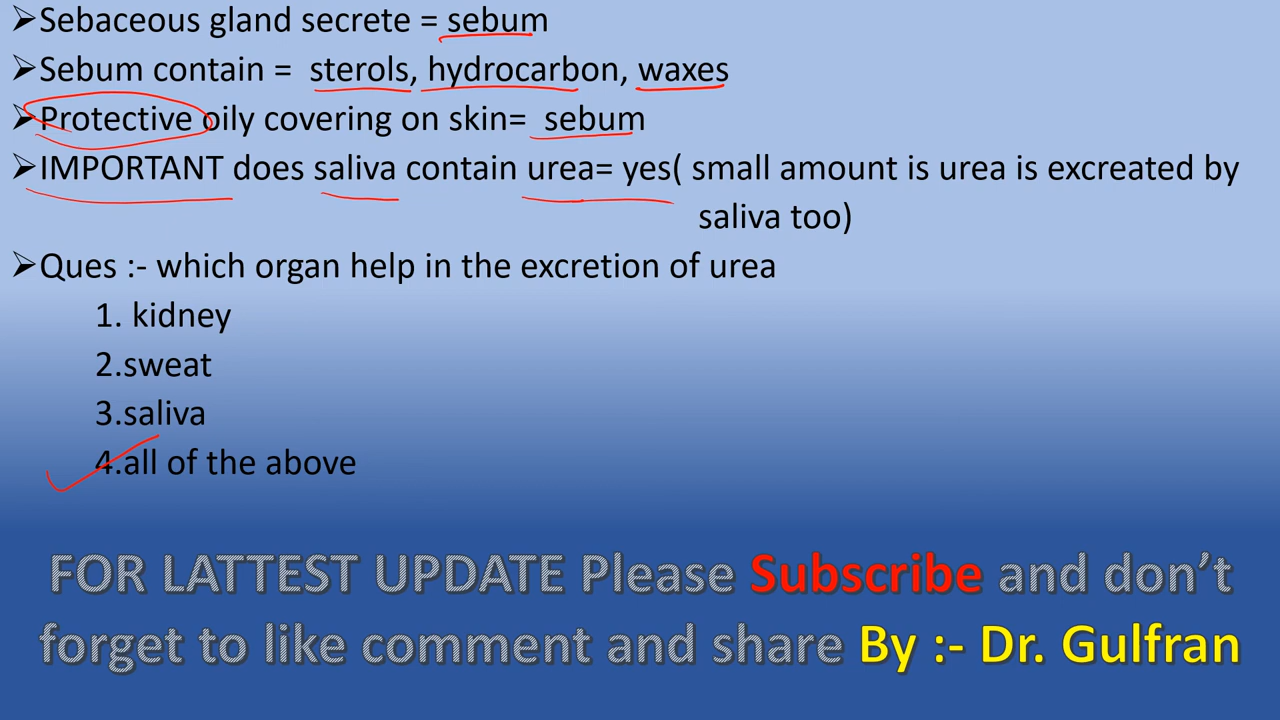 ➢Sebaceous gland secrete = sebum
➢Sebum contain = sterols, hydrocarbon, waxes
➢Protective oily covering on skin= sebum
➢IMPORTANT does saliva contain urea= yes( small amount is urea is excreated by
saliva too)
➢Ques :- which organ help in the excretion of urea
1. kidney
2.sweat
3.saliva
4.all of the above
FOR LATTEST UPDATE Please Subscribe and don’t
forget to like comment and share By :- Dr. Gulfran